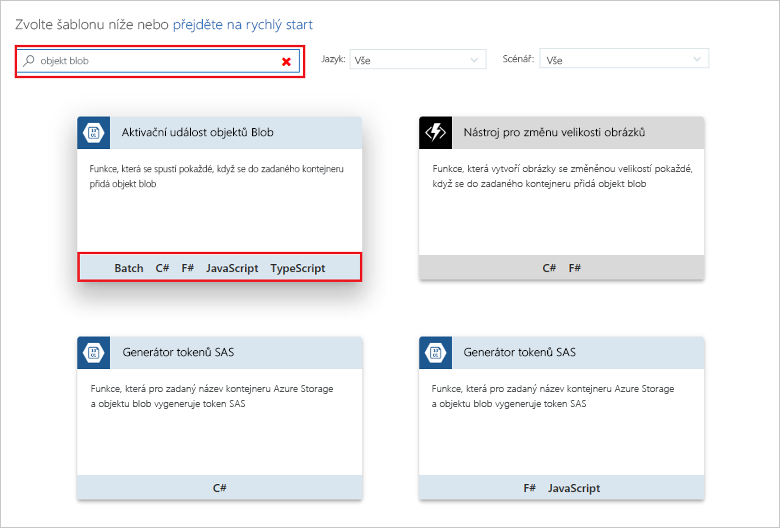 Zvolte šablonu níže nebo přejděte na rychlý start
objekt blob
Jazyk: Vše
Scénář: Vše
Aktivační událost objektů Blob
Funkce, která se spustí pokaždé, když se do zadaného kontejneru
přidá objekt blob
Batch C# F# JavaScript TypeScript
Nástroj pro změnu velikosti obrázků
Funkce, která vytvoří obrázky se změněnou velikostí pokaždé,
když se do zadaného kontejneru přidá objekt blob
C# F#
Generátor tokenů SAS
Funkce, která pro zadaný název kontejneru Azure Storage
a objektu blob vygeneruje token SAS
C#
Generátor tokenů SAS
Funkce, která pro zadaný název kontejneru Azure Storage
a objektu blob vygeneruje token SAS
F# JavaScript